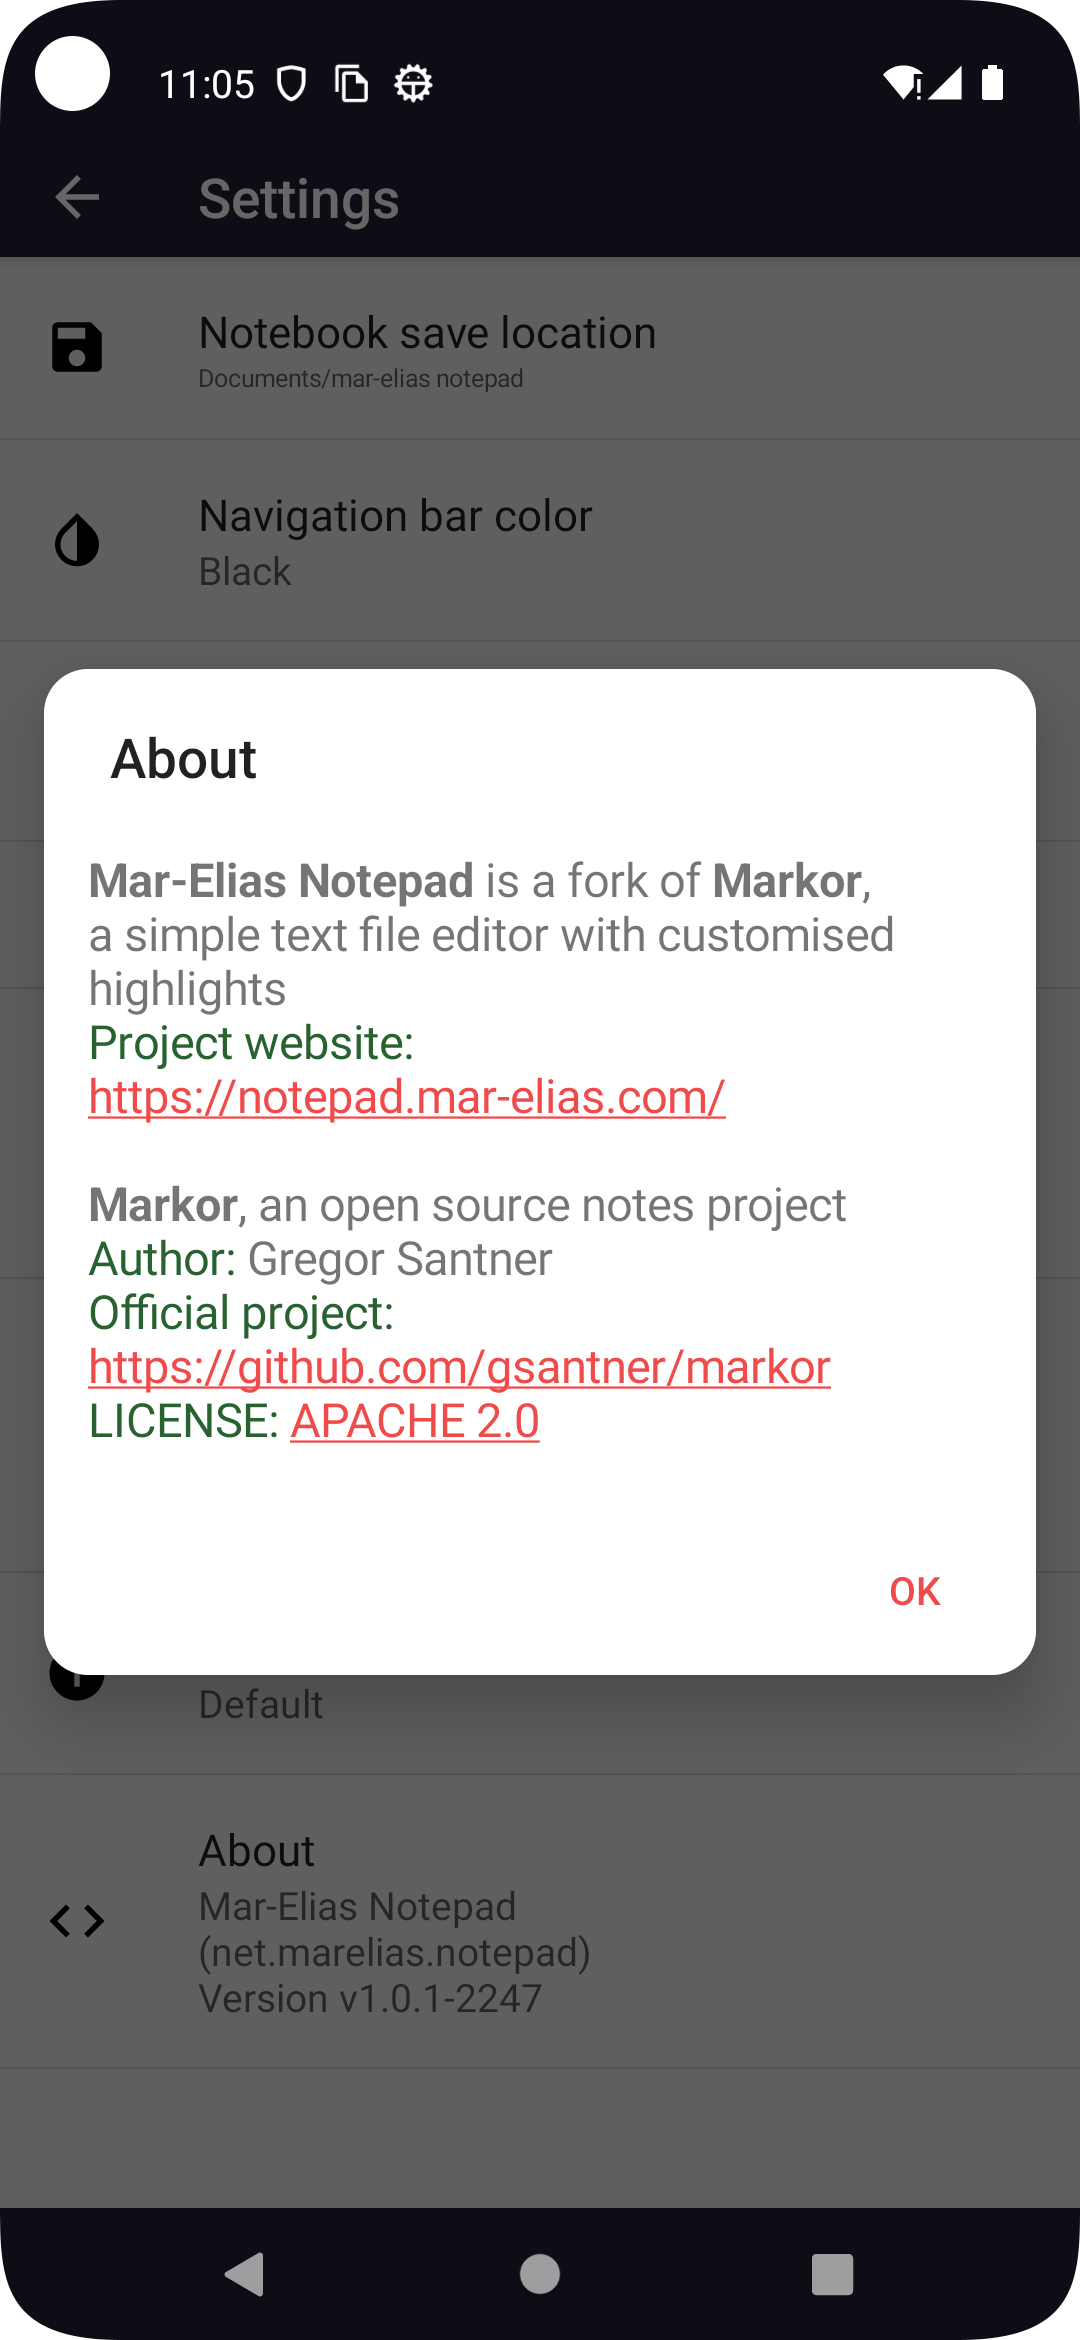 11:05
Settings
Notebook save location
Documents/mar-elias notepad
Navigation bar color
Black
About
Mar-Elias Notepad is a fork of Markor,
a simple text file editor with customised
highlights
Project website:
https://notepad.mar-elias.com/
Markor, an open source notes project
Author: Gregor Santner
Official project:
https://github.com/gsantner/markor
LICENSE: APACHE 2.0
OK
Default
About
Mar-Elias Notepad
(net.marelias.notepad)
Version v1.0.1-2247